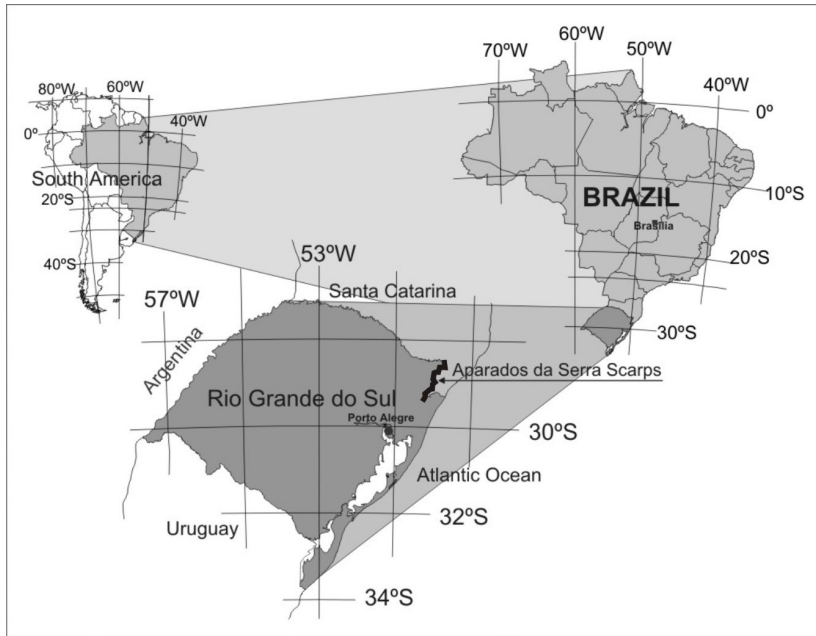 80ºW
60ºW
40ºW
0º
South America
20ºS
40ºS
70ºW
60ºW
50ºW
40ºW
0º
10ºS
BRAZIL
Brasília
20ºS
30ºS
53ºW
57ºW
Santa Catarina
Argentina
Aparados da Serra Scarps
Rio Grande do Sul
Porto Alegre
30ºS
Atlantic Ocean
32ºS
Uruguay
34ºS